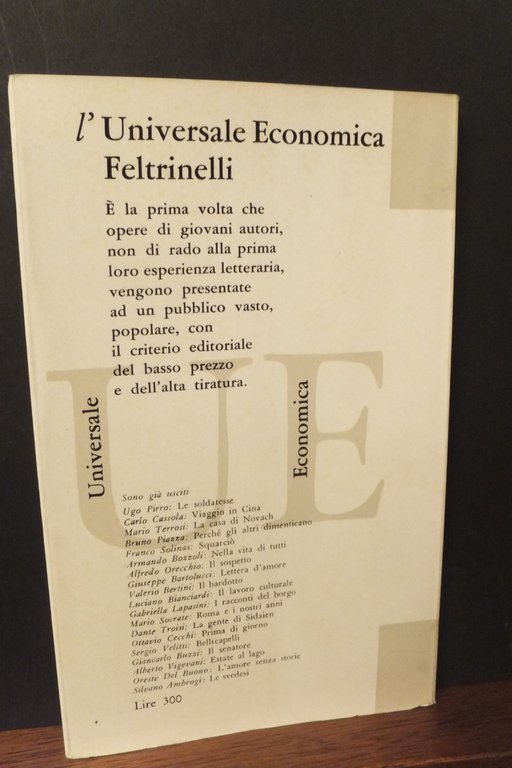 l'Universale Economica
Feltrinelli
È la prima volta che
opere di giovani autori,
non di rado alla prima
loro esperienza letteraria,
vengono presentate
ad un pubblico vasto,
popolare, con
il criterio editoriale
del basso prezzo
e dell'alta tiratura.
UE
Universale
Economica
Sono già usciti
Ugo Pirro: Le soldatesse
Carlo Cassola: Viaggio in Cina
Mario Terrosi: La casa di Novach
Bruno Piazza: Perché gli altri dimenticano
Franco Solinas: Squarciò
Armando Bozzoli: Nella vita di tutti
Alfredo Orecchio: Il sospetto
Giuseppe Bartolucci: Lettera d'amore
Valerio Bertini: Il bardotto
Luciano Bianciardi: Il lavoro culturale
Gabriella Lapasini: I racconti del borgo
Mario Socrate: Roma e i nostri anni
Dante Troisi: La gente di Sidaien
Ottavio Cecchi: Prima di giorno
Sergio Velitti: Bellicapelli
Giancarlo Buzzi: Il senatore
Alberto Vigevani: Estate al lago
Oreste Del Buono: L'amore senza storie
Silvano Ambrogi: Le svedesi
Lire 300